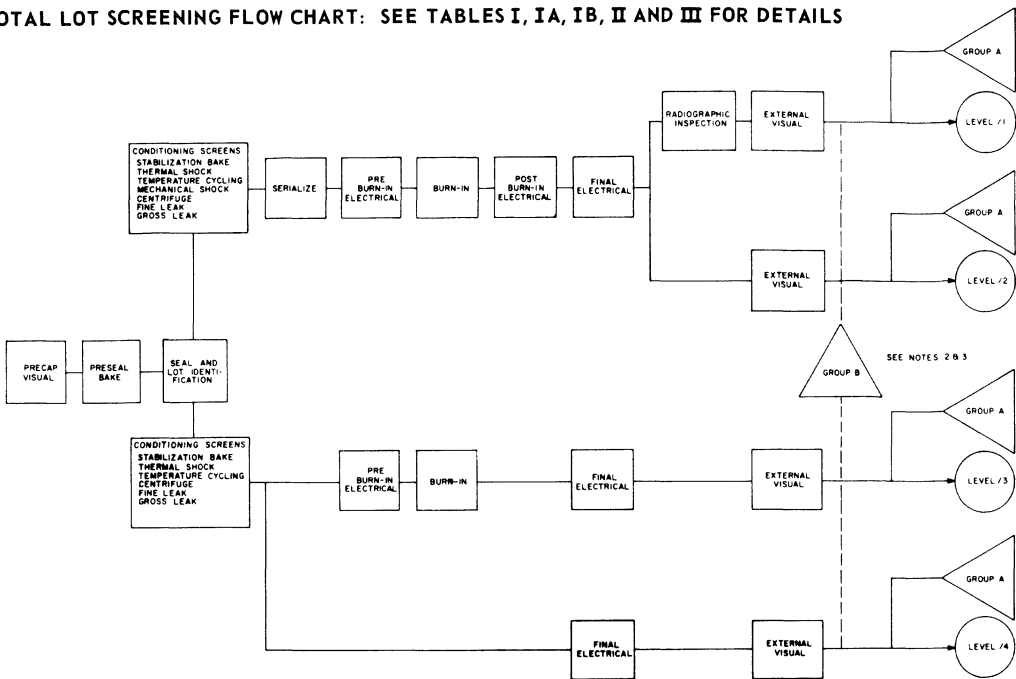 OTAL LOT SCREENING FLOW CHART: SEE TABLES I, IA, IB, II AND III FOR DETAILS
GROUP A
RADIOGRAPHIC
INSPECTION
EXTERNAL
VISUAL
LEVEL /1
CONDITIONING SCREENS
STABILIZATION BAKE
THERMAL SHOCK
TEMPERATURE CYCLING
MECHANICAL SHOCK
CENTRIFUGE
FINE LEAK
GROSS LEAK
SERIALIZE
PRE
BURN-IN
ELECTRICAL
BURN-IN
POST
BURN-IN
ELECTRICAL
FINAL
ELECTRICAL
GROUP A
EXTERNAL
VISUAL
LEVEL /2
PRECAP
VISUAL
PRESEAL
BAKE
SEAL AND
LOT IDENTI-
FICATION
GROUP B
SEE NOTES 2 & 3
GROUP A
CONDITIONING SCREENS
STABILIZATION BAKE
THERMAL SHOCK
TEMPERATURE CYCLING
CENTRIFUGE
FINE LEAK
GROSS LEAK
PRE
BURN-IN
ELECTRICAL
BURN-IN
FINAL
ELECTRICAL
EXTERNAL
VISUAL
LEVEL /3
GROUP A
FINAL
ELECTRICAL
EXTERNAL
VISUAL
LEVEL /4